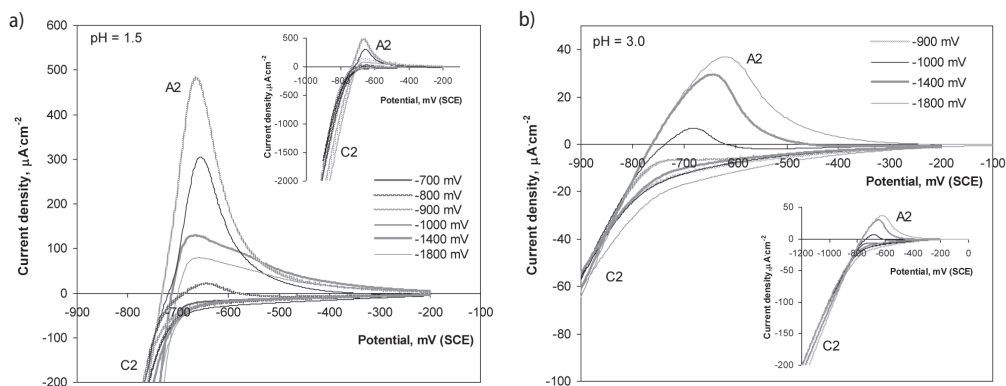 a)
pH = 1.5
600
500
400
300
200
100
0
-100
-200
-900
-800
-700
-600
-500
-400
-300
-200
-100
Current density, μA·cm⁻²
Potential, mV (SCE)
A2
C2
-700 mV
-800 mV
-900 mV
-1000 mV
-1400 mV
-1800 mV
500
0
-500
-1000
-1500
-2000
-1000
-800
-600
-400
-200
Current density, μA·cm⁻²
Potential, mV (SCE)
A2
C2
b)
pH = 3.0
40
20
0
-20
-40
-60
-80
-100
-900
-800
-700
-600
-500
-400
-300
-200
-100
0
Current density, μA·cm⁻²
Potential, mV (SCE)
A2
C2
-900 mV
-1000 mV
-1400 mV
-1800 mV
50
0
-50
-100
-150
-200
-1200
-1000
-800
-600
-400
-200
0
Current density, μA·cm⁻²
Potential, mV (SCE)
A2
C2